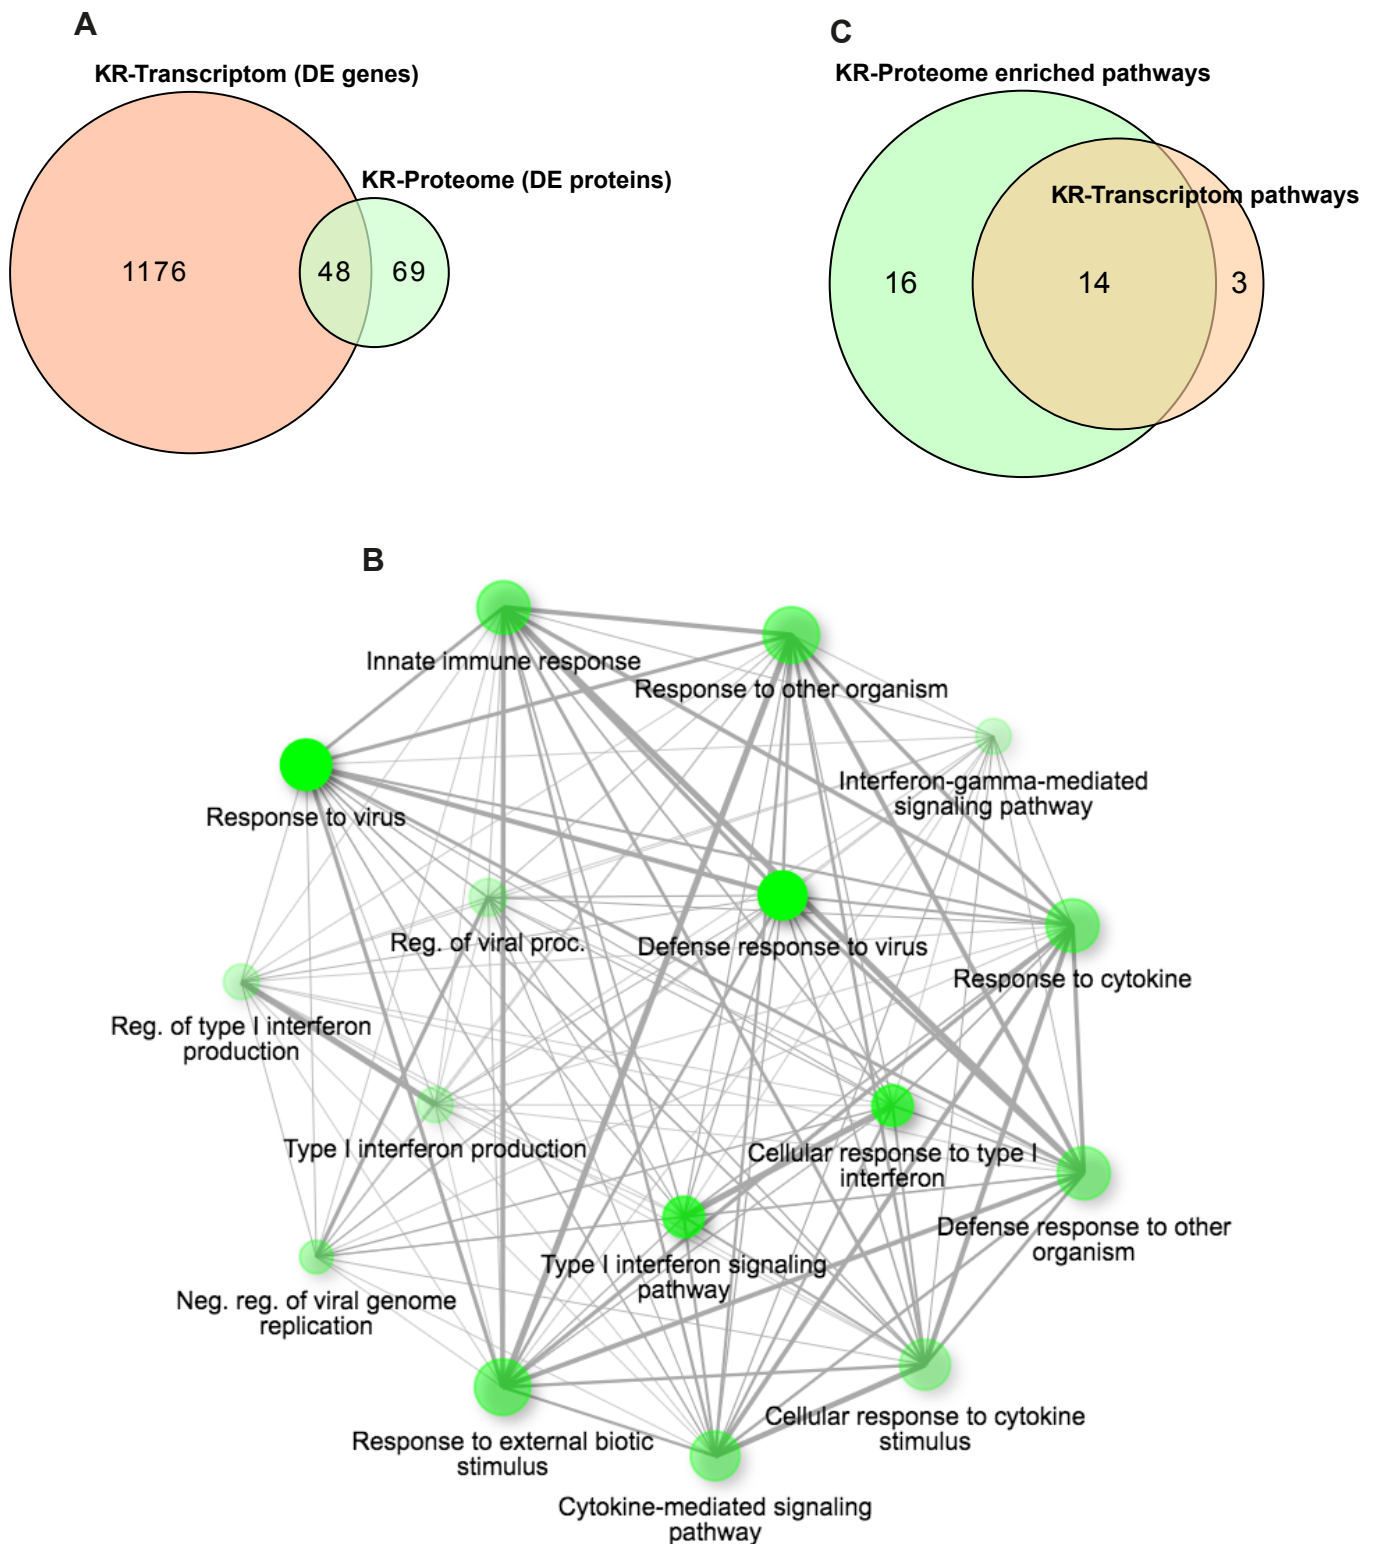 A
KR-Transcriptom (DE genes)
KR-Proteome (DE proteins)
1176
48
69
C
KR-Proteome enriched pathways
KR-Transcriptom pathways
16
14
3
B
Innate immune response
Response to other organism
Interferon-gamma-mediated
signaling pathway
Response to virus
Reg. of viral proc.
Defense response to virus
Response to cytokine
Reg. of type I interferon
production
Type I interferon production
Cellular response to type I
interferon
Defense response to other
organism
Type I interferon signaling
pathway
Neg. reg. of viral genome
replication
Cellular response to cytokine
stimulus
Response to external biotic
stimulus
Cytokine-mediated signaling
pathway